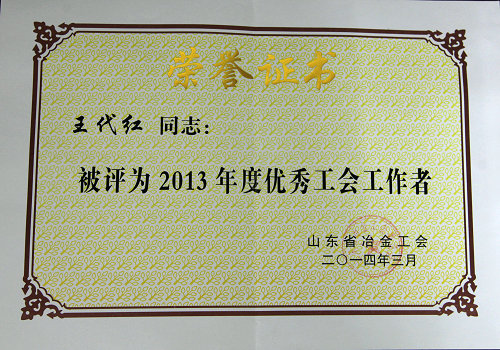 荣誉证书
王代红 同志：
被评为2013年度优秀工会工作者
山东省冶金工会
二〇一四年三月